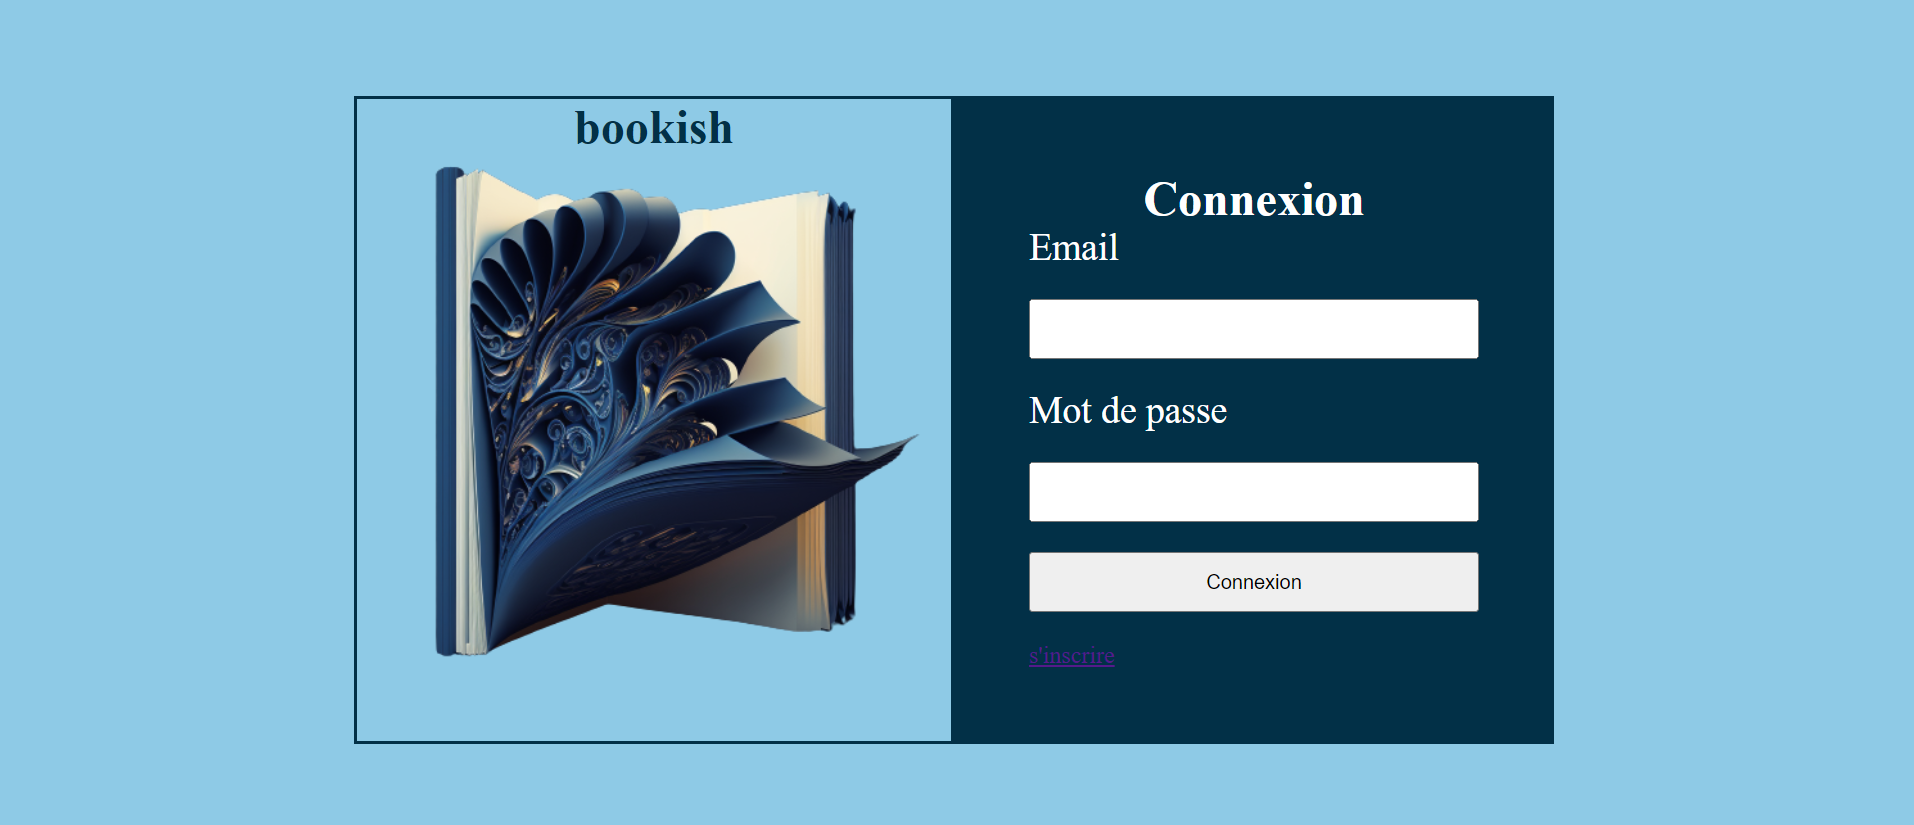 bookish
Connexion
Email
Mot de passe
Connexion
s'inscrire